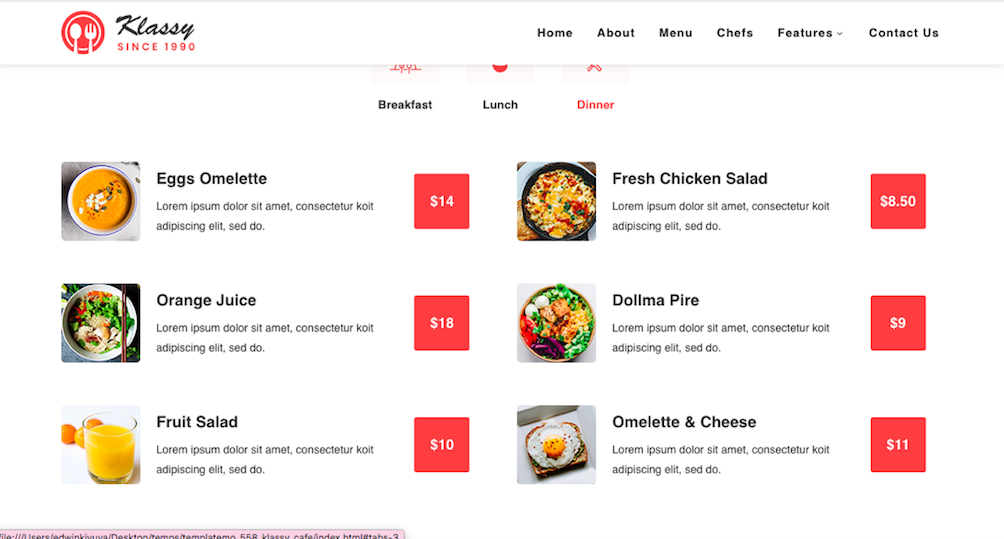 Klassy
SINCE 1990
Home About Menu Chefs Features Contact Us
Breakfast Lunch Dinner
Eggs Omelette
Lorem ipsum dolor sit amet, consectetur koit
adipiscing elit, sed do.
$14
Fresh Chicken Salad
Lorem ipsum dolor sit amet, consectetur koit
adipiscing elit, sed do.
$8.50
Orange Juice
Lorem ipsum dolor sit amet, consectetur koit
adipiscing elit, sed do.
$18
Dollma Pire
Lorem ipsum dolor sit amet, consectetur koit
adipiscing elit, sed do.
$9
Fruit Salad
Lorem ipsum dolor sit amet, consectetur koit
adipiscing elit, sed do.
$10
Omelette & Cheese
Lorem ipsum dolor sit amet, consectetur koit
adipiscing elit, sed do.
$11
file:///Users/edwinkivuva/Desktop/temps/templatemo_558_klassy_cafe/index.html#tabs-3